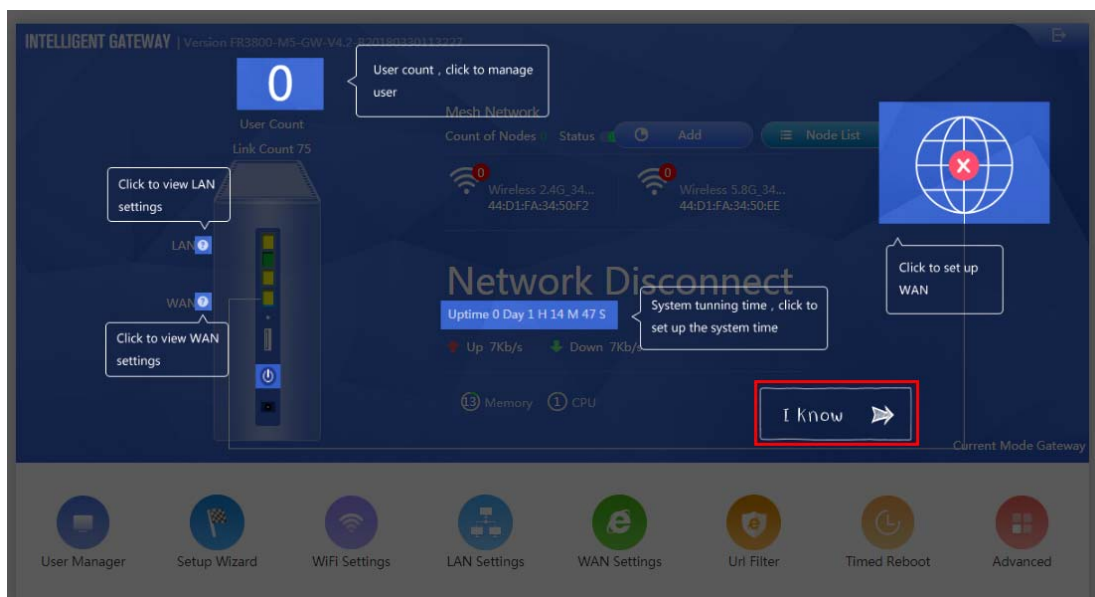 INTELLIGENT GATEWAY | Version FR3800-M5-GW-V4.2-B20180330113227
0
User Count
Link Count 75
User count , click to manage
user
Mesh Network
Count of Nodes 0 Status
Add
Node List
0
Wireless 2.4G_34...
44:D1:FA:34:50:F2
0
Wireless 5.8G_34...
44:D1:FA:34:50:EE
Click to view LAN
settings
LAN ?
WAN ?
Click to view WAN
settings
Click to set up
WAN
Network Disconnect
Uptime 0 Day 1 H 14 M 47 S
System tunning time , click to
set up the system time
Up 7Kb/s Down 7Kb/s
13 Memory 1 CPU
I Know
Current Mode Gateway
User Manager
Setup Wizard
WiFi Settings
LAN Settings
WAN Settings
Url Filter
Timed Reboot
Advanced